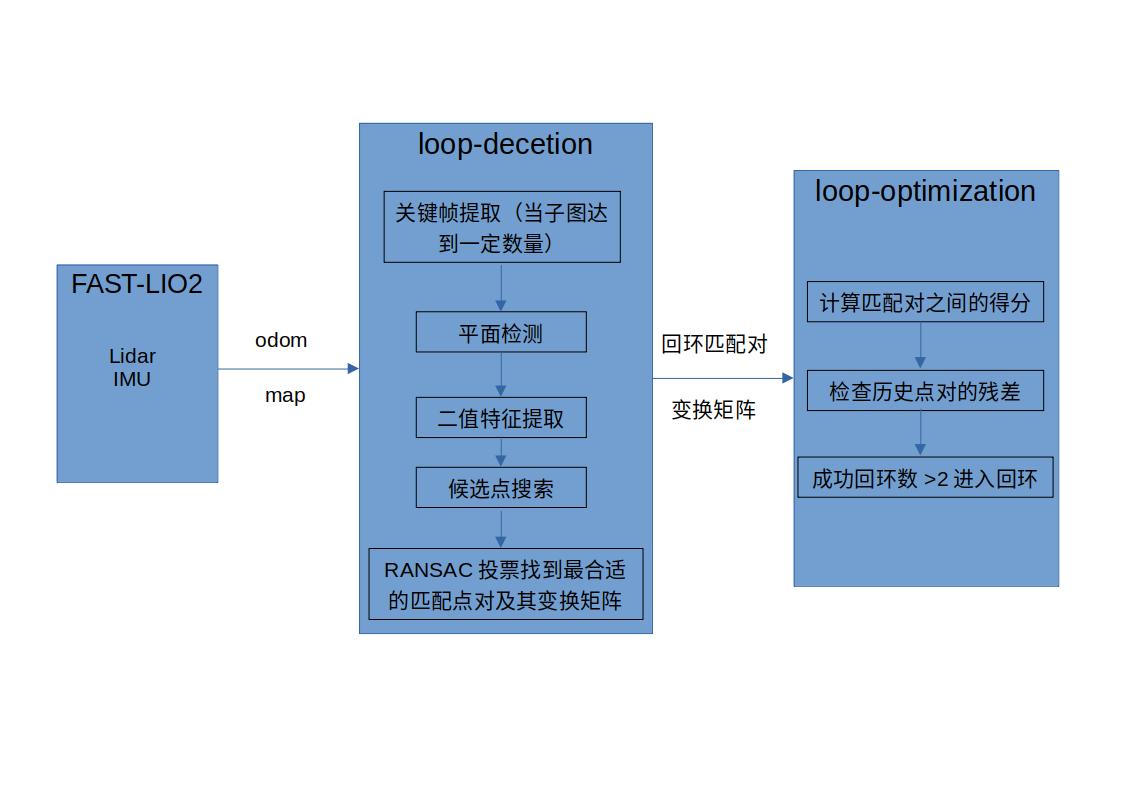 FAST-LIO2
Lidar
IMU
odom
map
loop-decetion
关键帧提取（当子图达
到一定数量）
平面检测
二值特征提取
候选点搜索
RANSAC 投票找到最合适
的匹配点对及其变换矩阵
回环匹配对
变换矩阵
loop-optimization
计算匹配对之间的得分
检查历史点对的残差
成功回环数 >2 进入回环